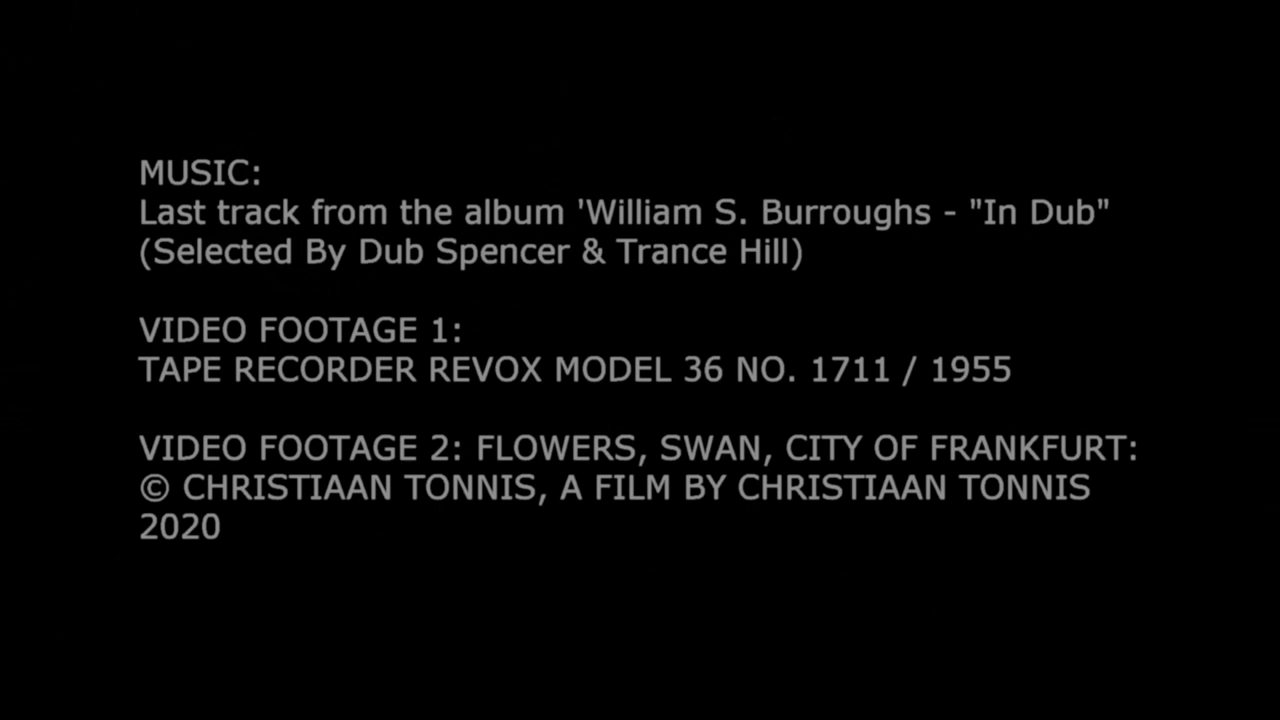 MUSIC:
Last track from the album 'William S. Burroughs - "In Dub"
(Selected By Dub Spencer & Trance Hill)
VIDEO FOOTAGE 1:
TAPE RECORDER REVOX MODEL 36 NO. 1711 / 1955
VIDEO FOOTAGE 2: FLOWERS, SWAN, CITY OF FRANKFURT:
© CHRISTIAAN TONNIS, A FILM BY CHRISTIAAN TONNIS
2020